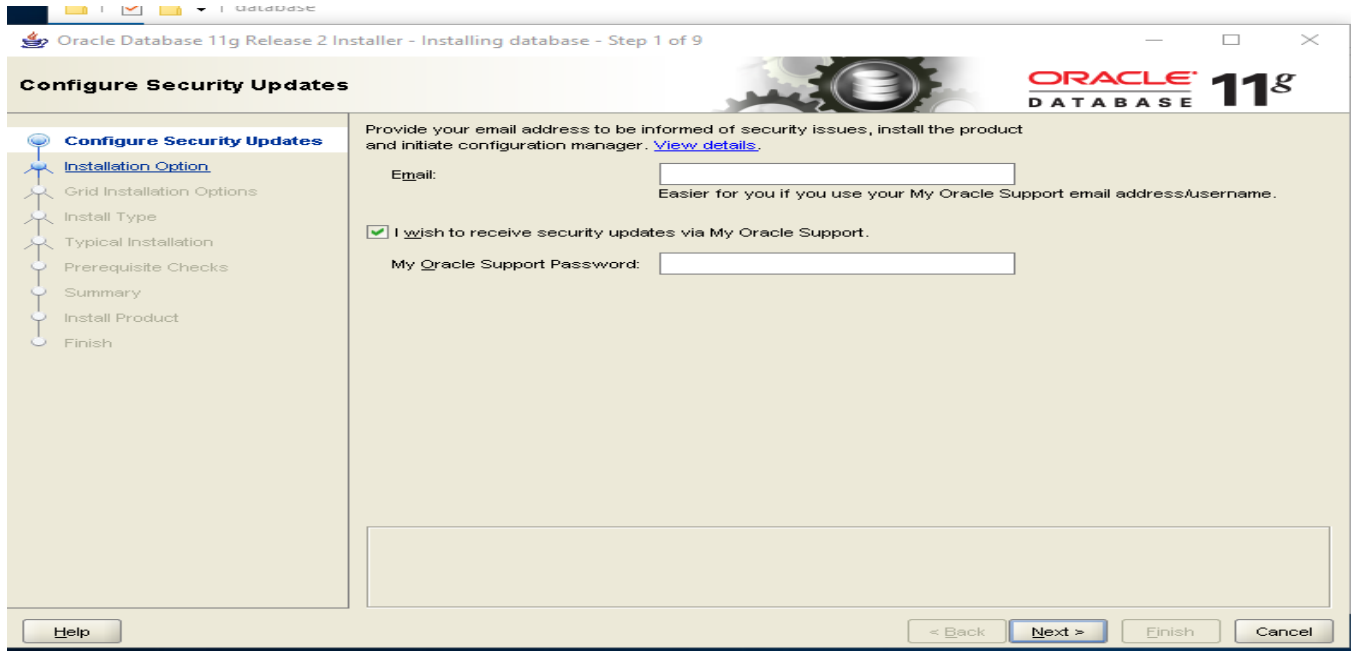 database
Oracle Database 11g Release 2 Installer - Installing database - Step 1 of 9
Configure Security Updates
ORACLE
DATABASE
11g
Configure Security Updates
Installation Option
Grid Installation Options
Install Type
Typical Installation
Prerequisite Checks
Summary
Install Product
Finish
Provide your email address to be informed of security issues, install the product
and initiate configuration manager. View details.
Email:
Easier for you if you use your My Oracle Support email address/username.
I wish to receive security updates via My Oracle Support.
My Oracle Support Password:
Help
< Back
Next >
Finish
Cancel